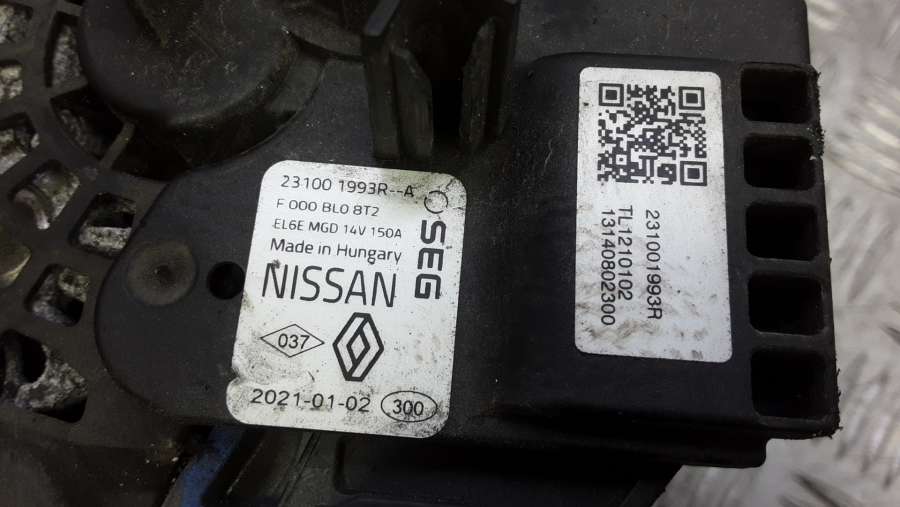 23100 1993R--A
F 000 BL0 8T2
EL6E MGD 14V 150A
Made in Hungary
NISSAN
SEG
037
2021-01-02
300
231001993R
TL1210102
13140802300